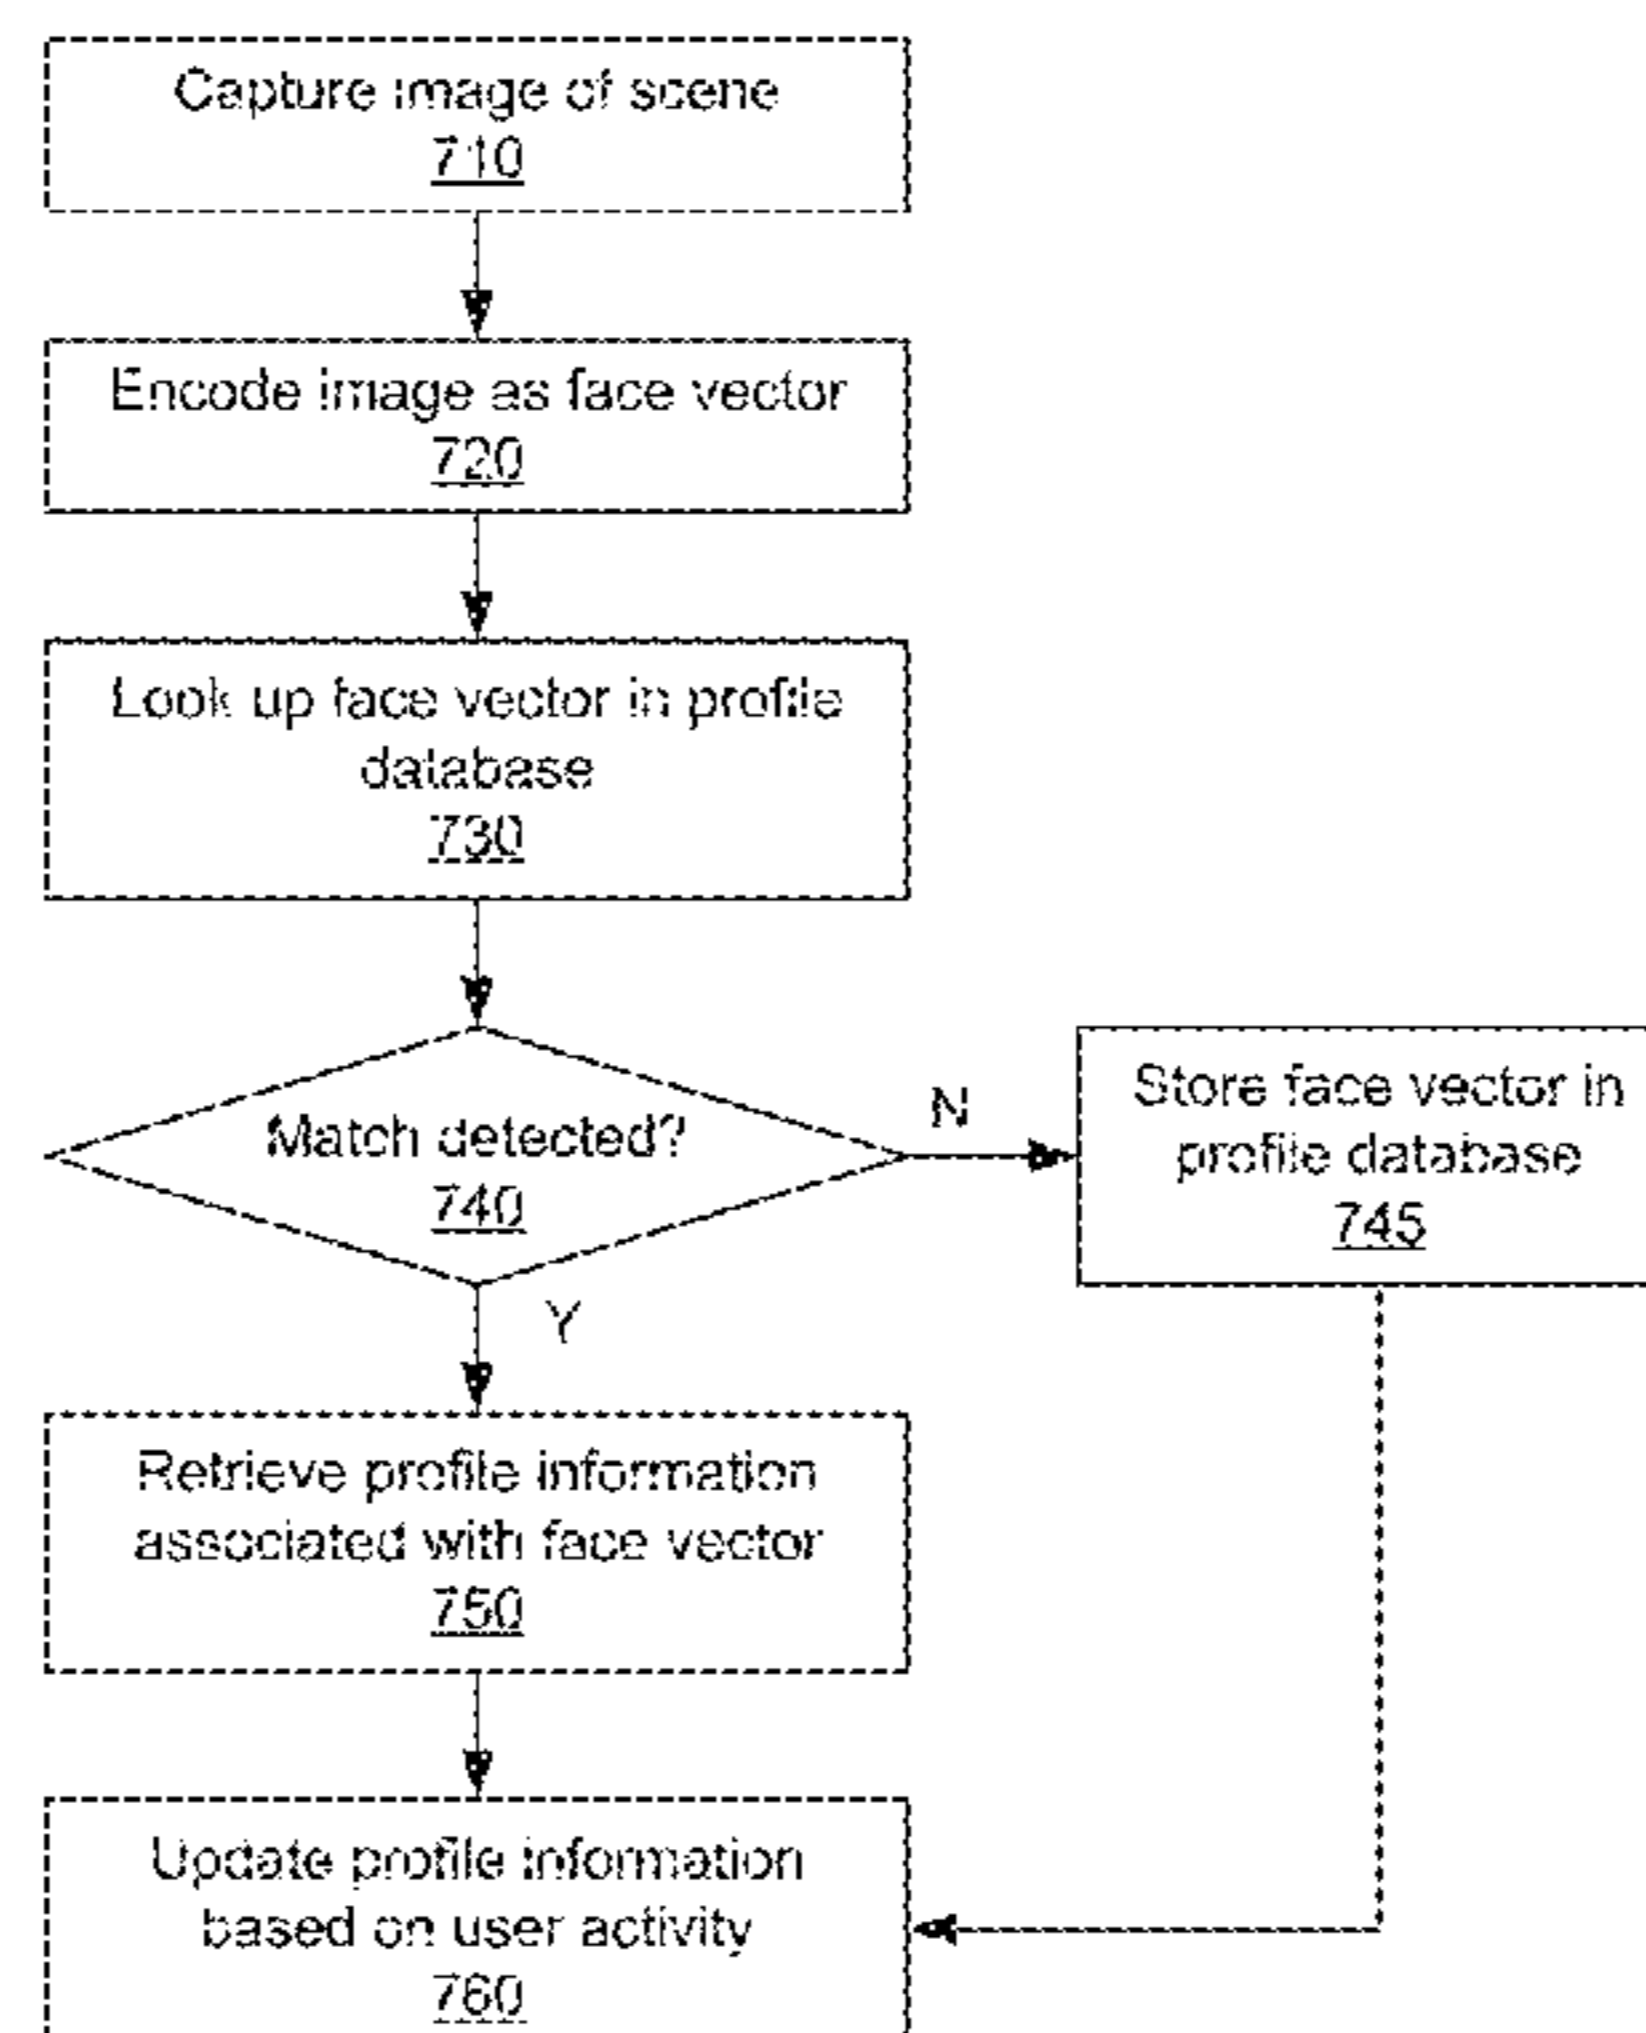 Capture image of scene
710
Encode image as face vector
720
Look up face vector in profile
database
730
Match detected?
740
N
Store face vector in
profile database
745
Y
Retrieve profile information
associated with face vector
750
Update profile information
based on user activity
760